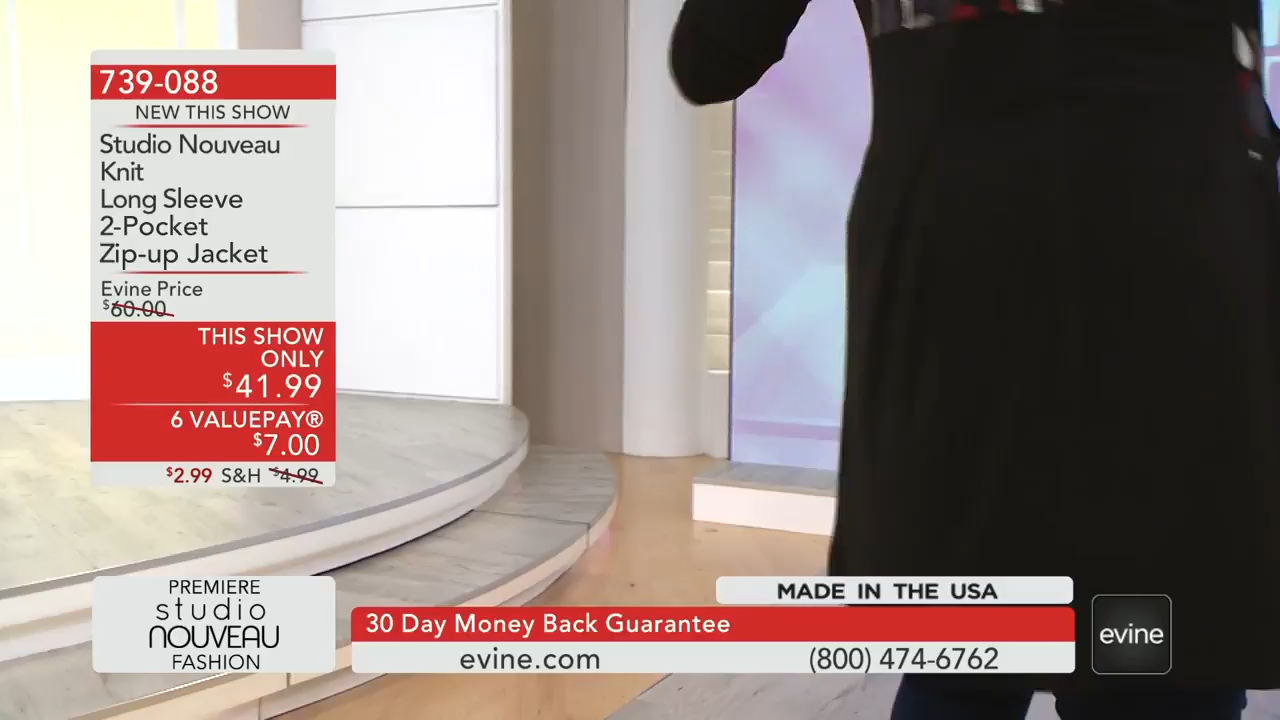 739-088
NEW THIS SHOW
Studio Nouveau
Knit
Long Sleeve
2-Pocket
Zip-up Jacket
Evine Price
$60.00
THIS SHOW
ONLY
$41.99
6 VALUEPAY®
$7.00
$2.99 S&H $4.99
PREMIERE
studio
NOUVEAU
FASHION
MADE IN THE USA
30 Day Money Back Guarantee
evine.com (800) 474-6762
evine